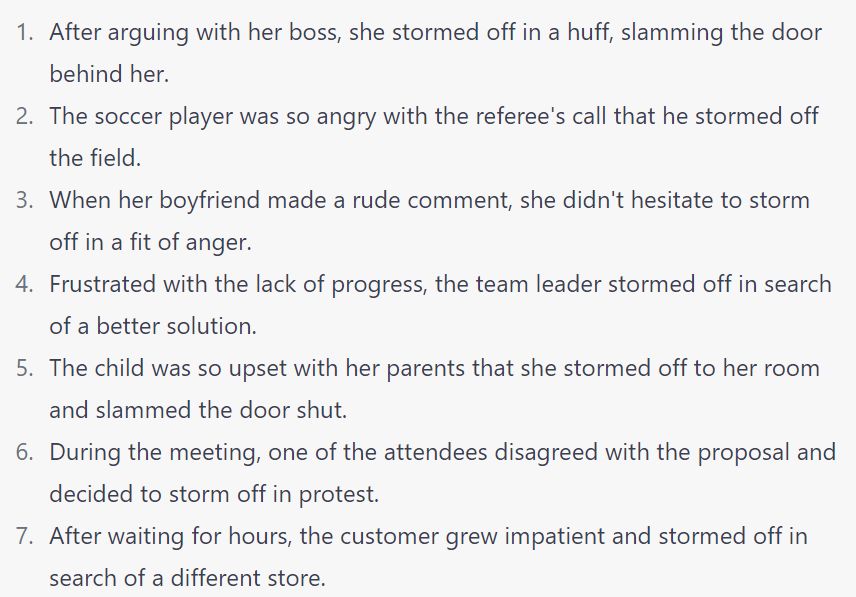 1. After arguing with her boss, she stormed off in a huff, slamming the door
behind her.
2. The soccer player was so angry with the referee's call that he stormed off
the field.
3. When her boyfriend made a rude comment, she didn't hesitate to storm
off in a fit of anger.
4. Frustrated with the lack of progress, the team leader stormed off in search
of a better solution.
5. The child was so upset with her parents that she stormed off to her room
and slammed the door shut.
6. During the meeting, one of the attendees disagreed with the proposal and
decided to storm off in protest.
7. After waiting for hours, the customer grew impatient and stormed off in
search of a different store.